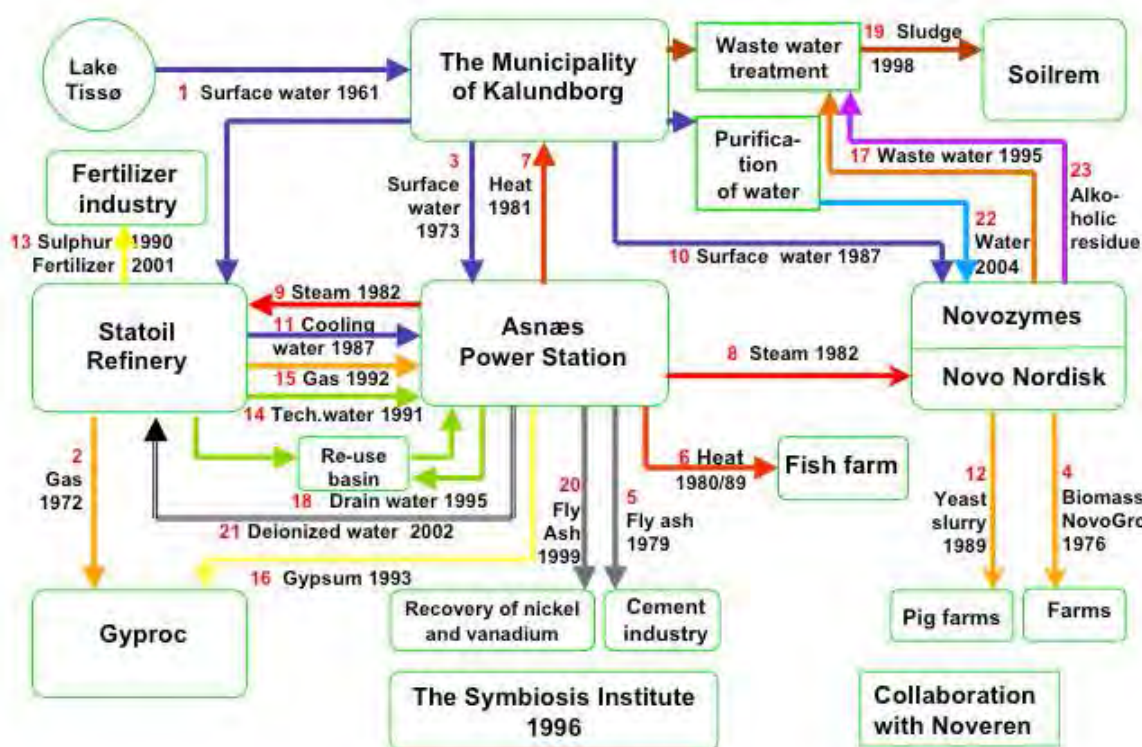 Lake
Tissø
1 Surface water 1961
The Municipality
of Kalundborg
Waste water
treatment
19 Sludge
1998
Soilrem
Fertilizer
industry
3
Surface
water
1973
7
Heat
1981
Purifica-
tion
of water
17 Waste water 1995
23
Alko-
holic
residue
13 Sulphur 1990
Fertilizer 2001
22
Water
2004
10 Surface water 1987
Statoil
Refinery
9 Steam 1982
11 Cooling
water 1987
15 Gas 1992
14 Tech.water 1991
Asnæs
Power Station
8 Steam 1982
Novozymes
Novo Nordisk
2
Gas
1972
Re-use
basin
18 Drain water 1995
21 Deionized water 2002
16 Gypsum 1993
20
Fly
Ash
1999
5
Fly ash
1979
6 Heat
1980/89
Fish farm
12
Yeast
slurry
1989
4
Biomass
NovoGro
1976
Gyproc
Recovery of nickel
and vanadium
Cement
industry
Pig farms
Farms
The Symbiosis Institute
1996
Collaboration
with Noveren